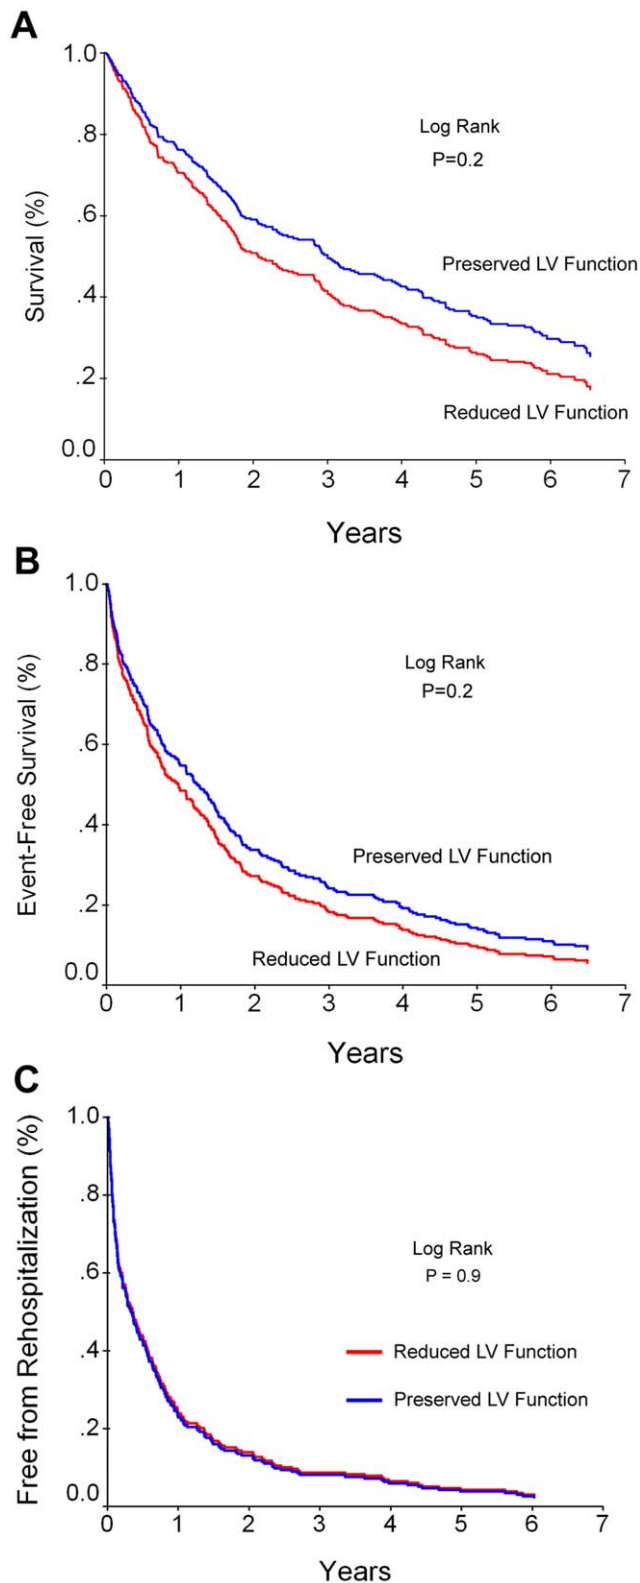 A
Survival (%)
1.0
.8
.6
.4
.2
0.0
Log Rank
P=0.2
Preserved LV Function
Reduced LV Function
0 1 2 3 4 5 6 7
Years
B
Event-Free Survival (%)
1.0
.8
.6
.4
.2
0.0
Log Rank
P=0.2
Preserved LV Function
Reduced LV Function
0 1 2 3 4 5 6 7
Years
C
Free from Rehospitalization (%)
1.0
.8
.6
.4
.2
0.0
Log Rank
P = 0.9
Reduced LV Function
Preserved LV Function
0 1 2 3 4 5 6 7
Years